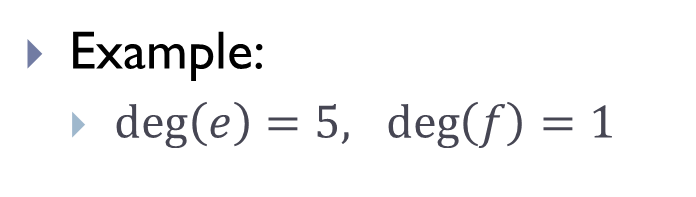 Example:
deg(e) = 5, deg(f) = 1